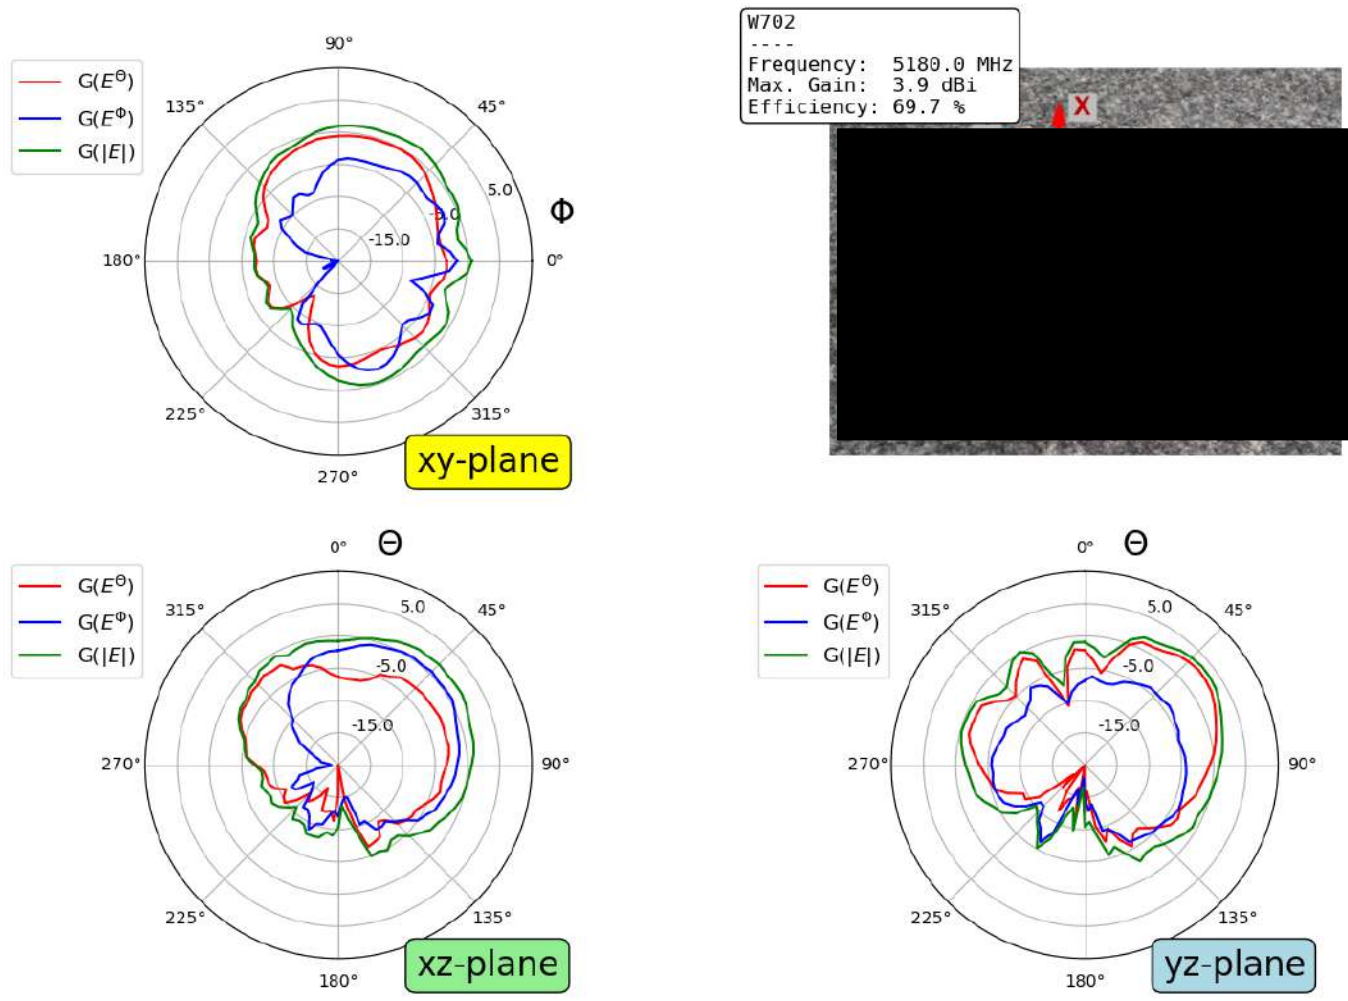 90°
G(E^Θ)
G(E^Φ)
G(|E|)
135°
45°
5.0
-5.0
-15.0
Φ
180°
0°
225°
315°
270°
xy-plane
W702
----
Frequency: 5180.0 MHz
Max. Gain: 3.9 dBi
Efficiency: 69.7 %
X
0°
Θ
G(E^Θ)
G(E^Φ)
G(|E|)
315°
45°
5.0
-5.0
-15.0
270°
90°
225°
135°
180°
xz-plane
0°
Θ
G(E^Θ)
G(E^Φ)
G(|E|)
315°
45°
5.0
-5.0
-15.0
270°
90°
225°
135°
180°
yz-plane